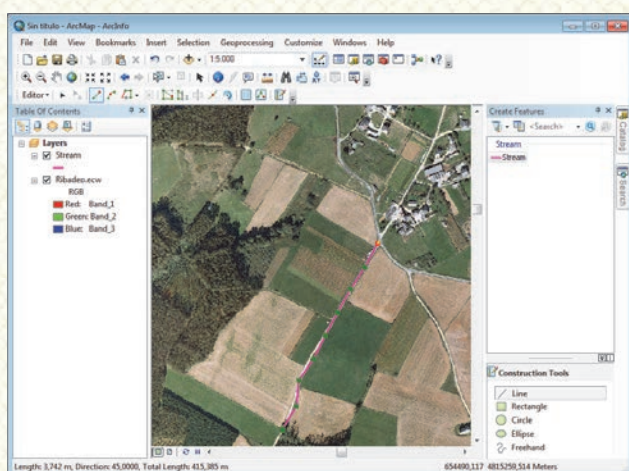 Sin título - ArcMap - ArcInfo
File Edit View Bookmarks Insert Selection Geoprocessing Customize Windows Help
1:5.000
Editor
Table Of Contents
Layers
Stream
Ribadeo.ecw
RGB
Red: Band_1
Green: Band_2
Blue: Band_3
Create Features
<Search>
Stream
Stream
Catalog
Search
Construction Tools
Line
Rectangle
Circle
Ellipse
Freehand
Length: 3,742 m, Direction: 45,0000, Total Length: 415,385 m
654490,117 4815259,514 Meters